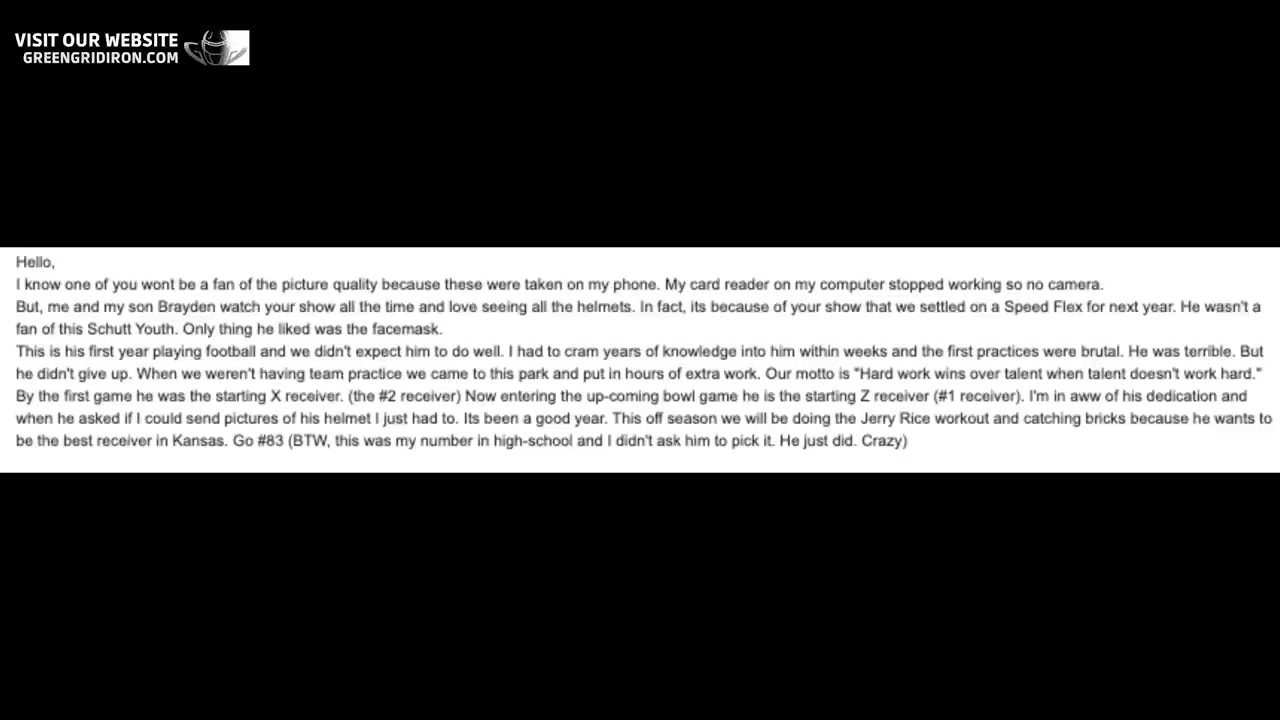 VISIT OUR WEBSITE
GREENGRIDIRON.COM
Hello,
I know one of you wont be a fan of the picture quality because these were taken on my phone. My card reader on my computer stopped working so no camera.
But, me and my son Brayden watch your show all the time and love seeing all the helmets. In fact, its because of your show that we settled on a Speed Flex for next year. He wasn't a
fan of this Schutt Youth. Only thing he liked was the facemask.
This is his first year playing football and we didn't expect him to do well. I had to cram years of knowledge into him within weeks and the first practices were brutal. He was terrible. But
he didn't give up. When we weren't having team practice we came to this park and put in hours of extra work. Our motto is "Hard work wins over talent when talent doesn't work hard."
By the first game he was the starting X receiver. (the #2 receiver) Now entering the up-coming bowl game he is the starting Z receiver (#1 receiver). I'm in aww of his dedication and
when he asked if I could send pictures of his helmet I just had to. Its been a good year. This off season we will be doing the Jerry Rice workout and catching bricks because he wants to
be the best receiver in Kansas. Go #83 (BTW, this was my number in high-school and I didn't ask him to pick it. He just did. Crazy)